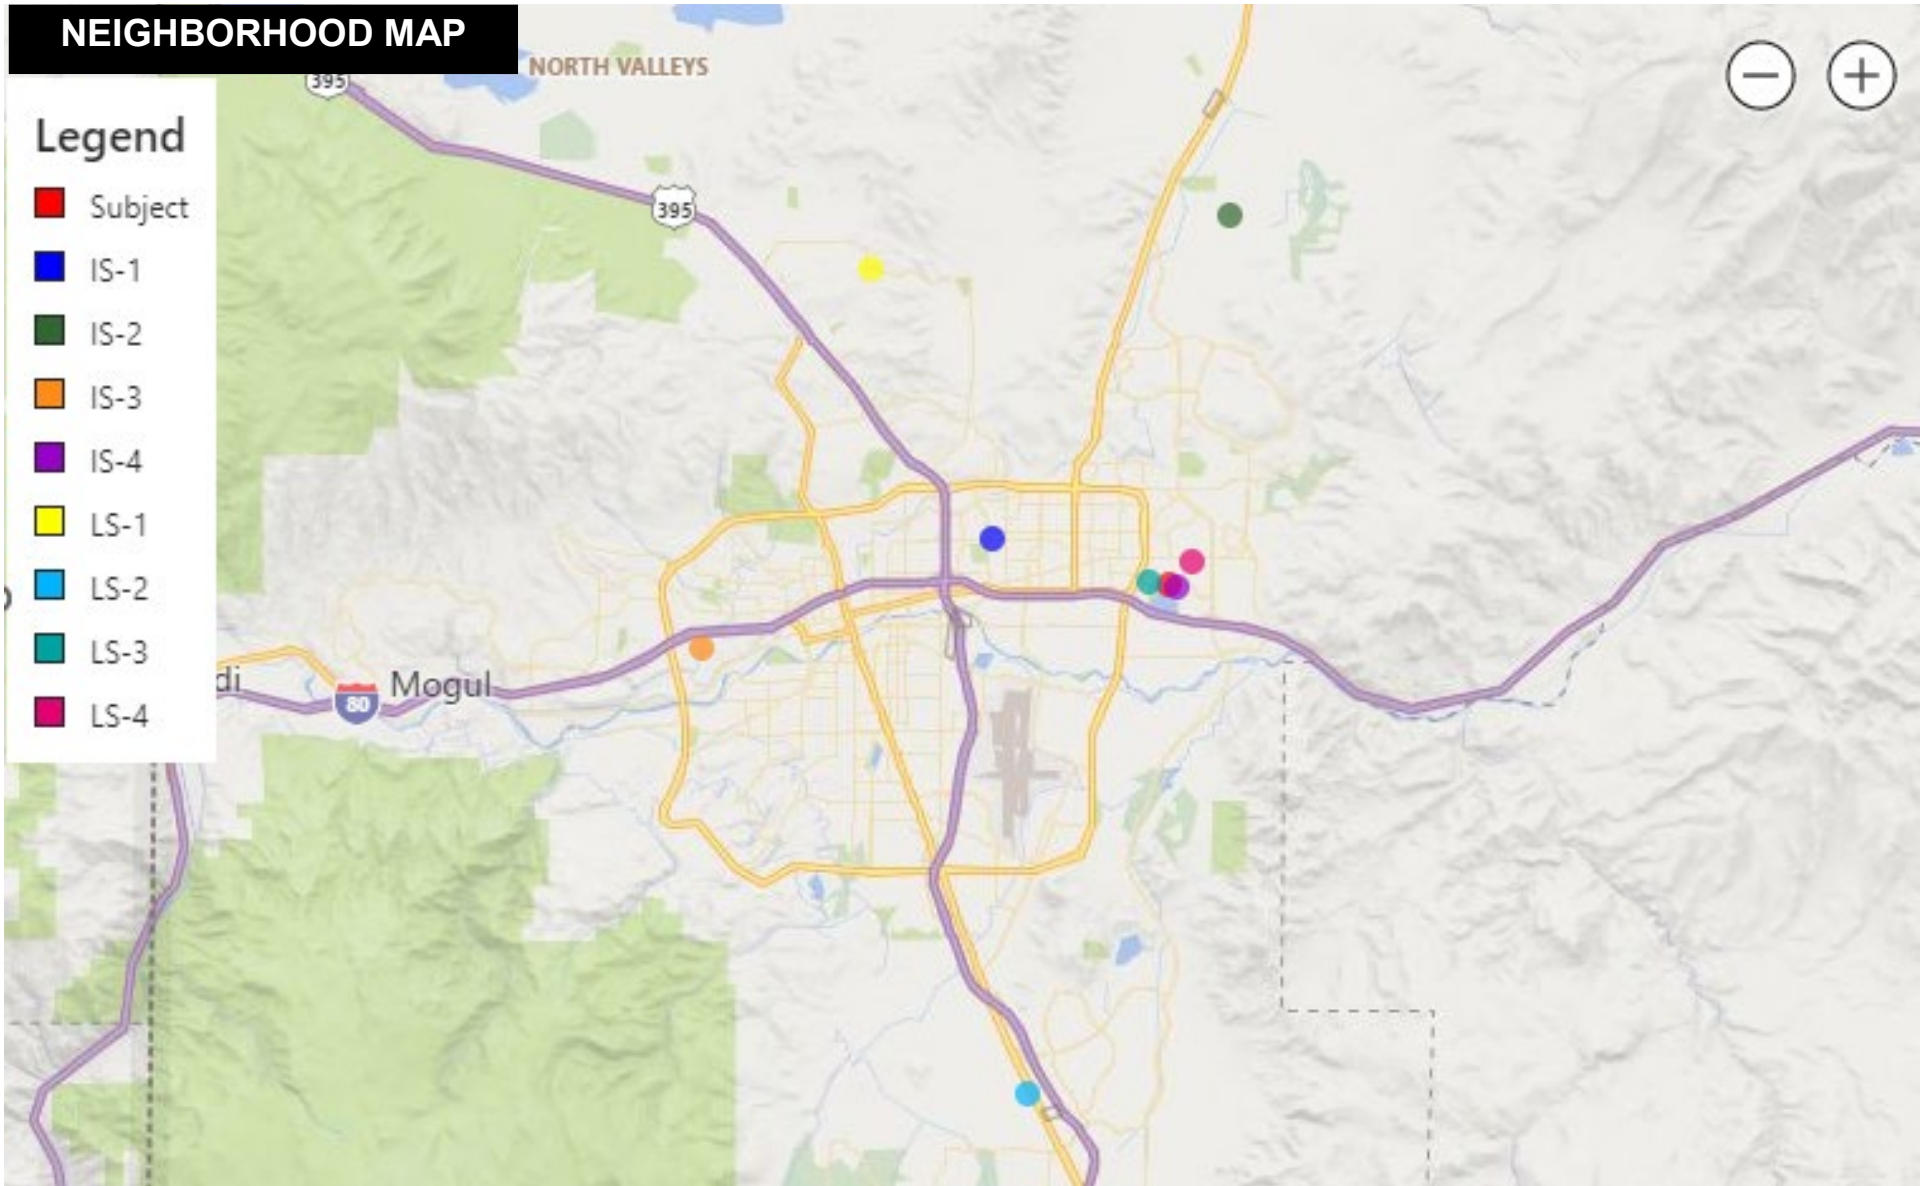 NEIGHBORHOOD MAP
NORTH VALLEYS
395
Legend
Subject
IS-1
IS-2
IS-3
IS-4
LS-1
LS-2
LS-3
LS-4
395
di
80
Mogul